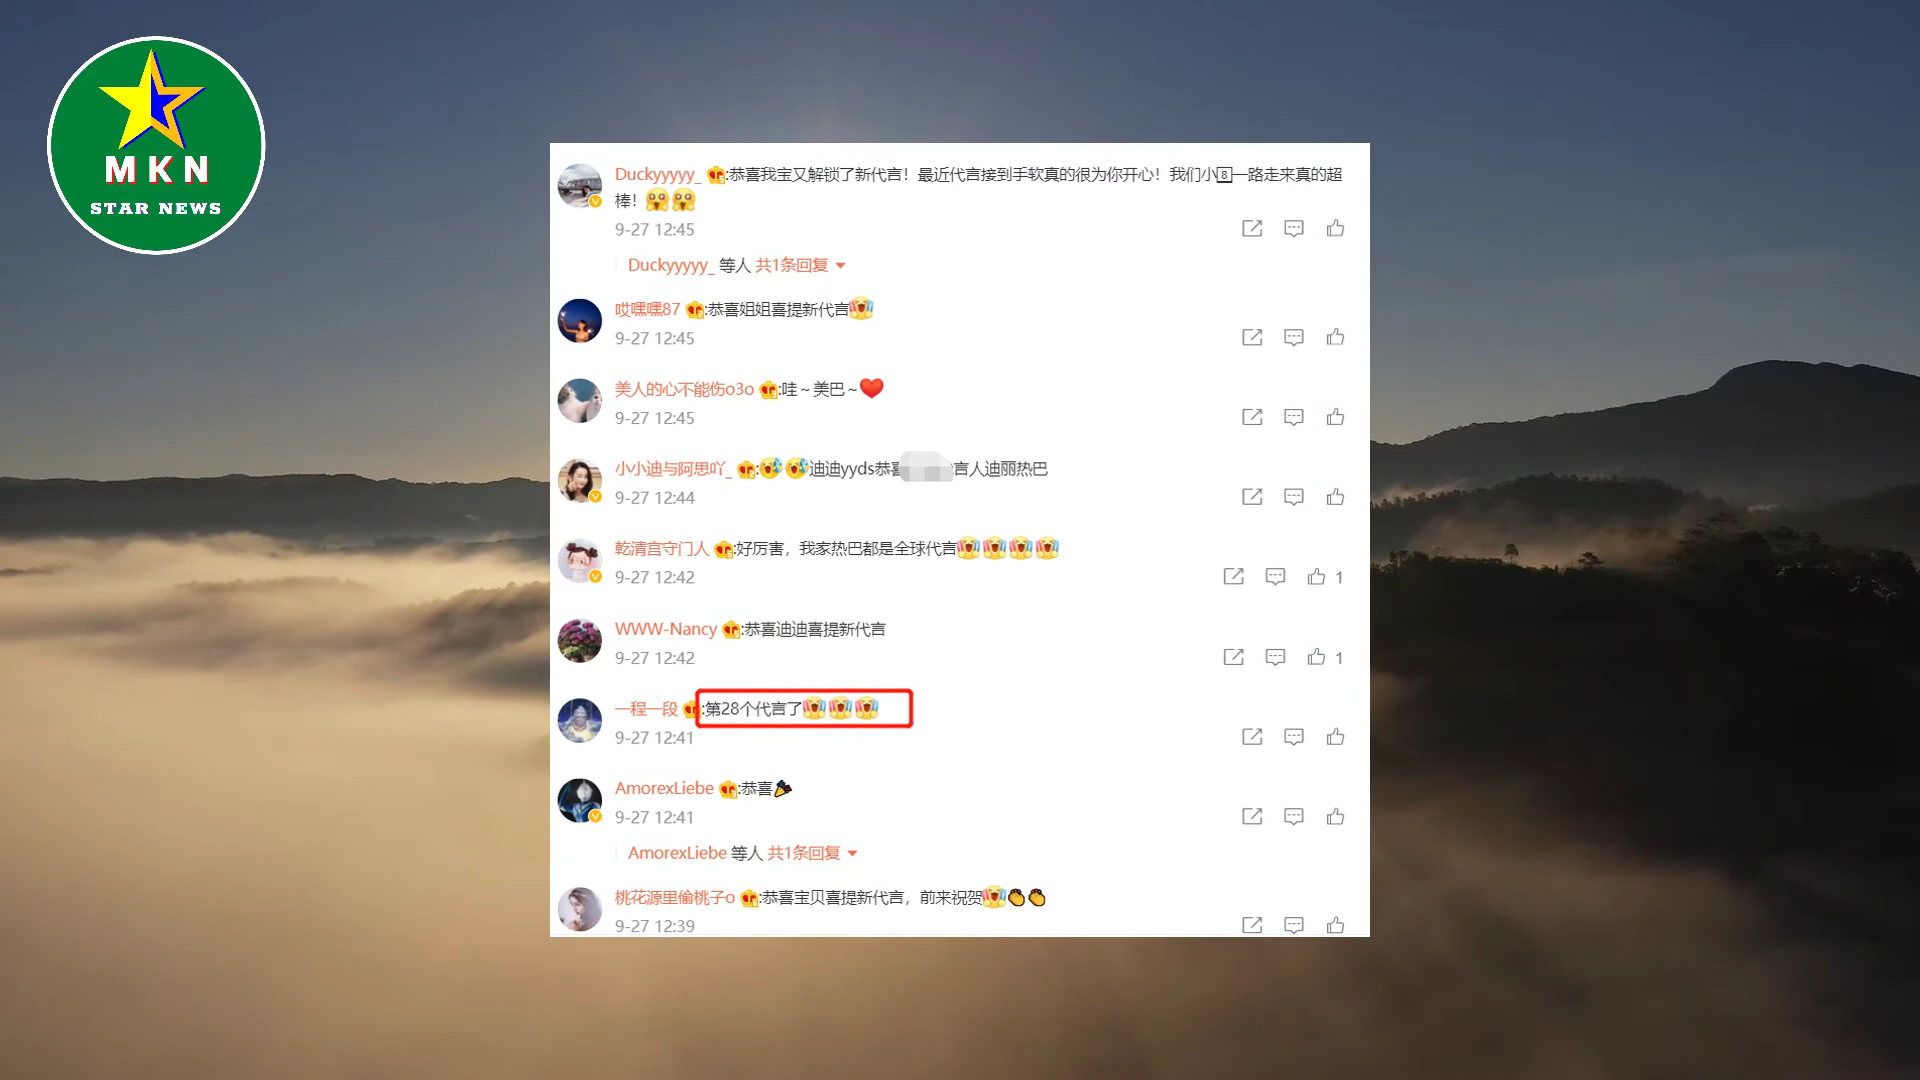 MKN
STAR NEWS
Duckyyyyy_ :恭喜我宝又解锁了新代言！最近代言接到手软真的很为你开心！我们小8一路走来真的超
棒！
9-27 12:45
Duckyyyyy_ 等人 共1条回复
哎嘿嘿87 :恭喜姐姐喜提新代言
9-27 12:45
美人的心不能伤o3o :哇～美巴～
9-27 12:45
小小迪与阿思吖_ :迪迪yyds恭喜 言人迪丽热巴
9-27 12:44
乾清宫守门人 :好厉害，我家热巴都是全球代言
9-27 12:42
1
WWW-Nancy :恭喜迪迪喜提新代言
9-27 12:42
1
一程一段 :第28个代言了
9-27 12:41
AmorexLiebe :恭喜
9-27 12:41
AmorexLiebe 等人 共1条回复
桃花源里偷桃子o :恭喜宝贝喜提新代言，前来祝贺
9-27 12:39